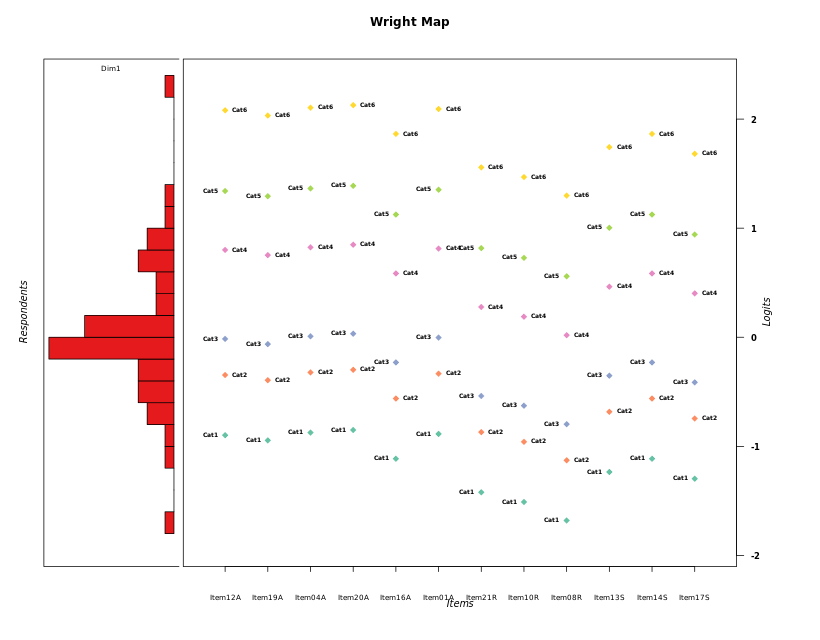 Wright Map
Dim1
Cat6 Cat6 Cat6 Cat6 Cat6 Cat6 Cat6 Cat6 Cat6 Cat6 Cat6 Cat6
Cat5 Cat5 Cat5 Cat5 Cat5 Cat5 Cat5 Cat5 Cat5 Cat5 Cat5 Cat5
Cat4 Cat4 Cat4 Cat4 Cat4 Cat4 Cat4 Cat4 Cat4 Cat4 Cat4 Cat4
Cat3 Cat3 Cat3 Cat3 Cat3 Cat3 Cat3 Cat3 Cat3 Cat3 Cat3 Cat3
Cat2 Cat2 Cat2 Cat2 Cat2 Cat2 Cat2 Cat2 Cat2 Cat2 Cat2 Cat2
Cat1 Cat1 Cat1 Cat1 Cat1 Cat1 Cat1 Cat1 Cat1 Cat1 Cat1 Cat1
2
1
0
-1
-2
Respondents
Logits
Item12A Item19A Item04A Item20A Item16A Item01A Item21R Item10R Item08R Item13S Item14S Item17S
Items